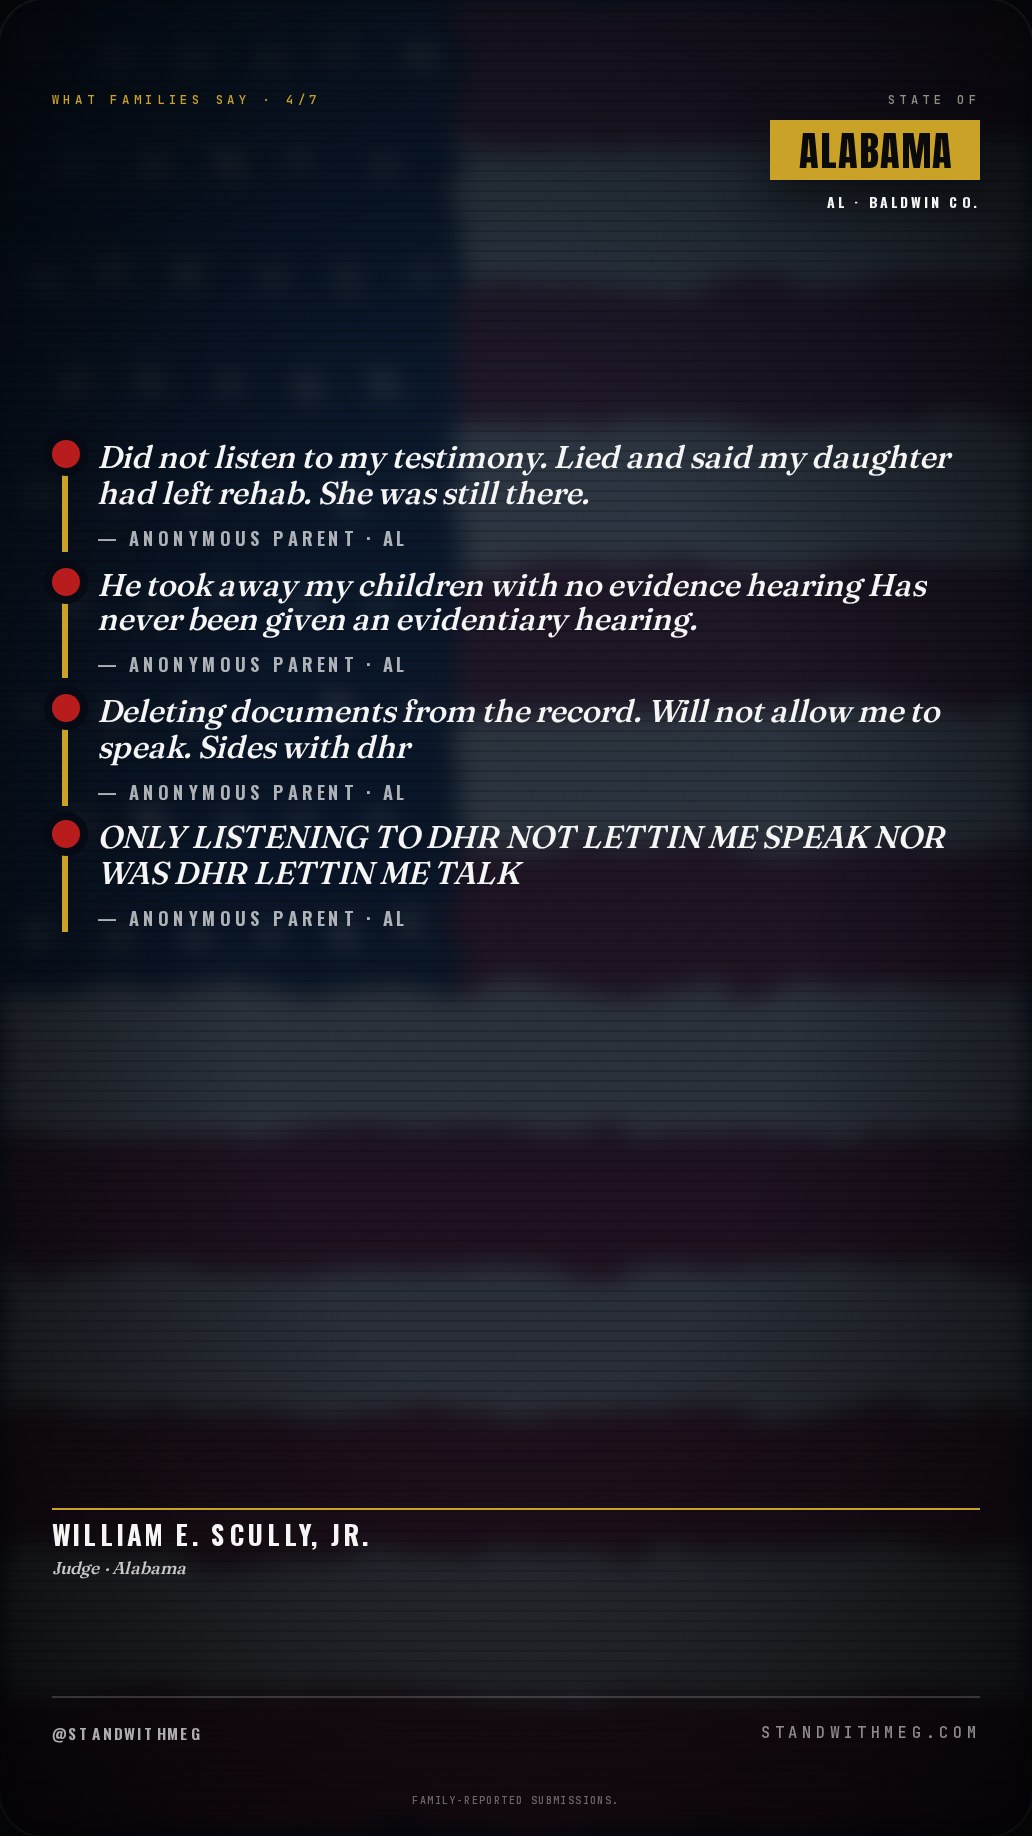 WHAT FAMILIES SAY · 4/7
STATE OF
ALABAMA
AL · BALDWIN CO.
Did not listen to my testimony. Lied and said my daughter
had left rehab. She was still there.
— ANONYMOUS PARENT · AL
He took away my children with no evidence hearing Has
never been given an evidentiary hearing.
— ANONYMOUS PARENT · AL
Deleting documents from the record. Will not allow me to
speak. Sides with dhr
— ANONYMOUS PARENT · AL
ONLY LISTENING TO DHR NOT LETTIN ME SPEAK NOR
WAS DHR LETTIN ME TALK
— ANONYMOUS PARENT · AL
WILLIAM E. SCULLY, JR.
Judge · Alabama
@STANDWITHMEG
STANDWITHMEG.COM
FAMILY-REPORTED SUBMISSIONS.